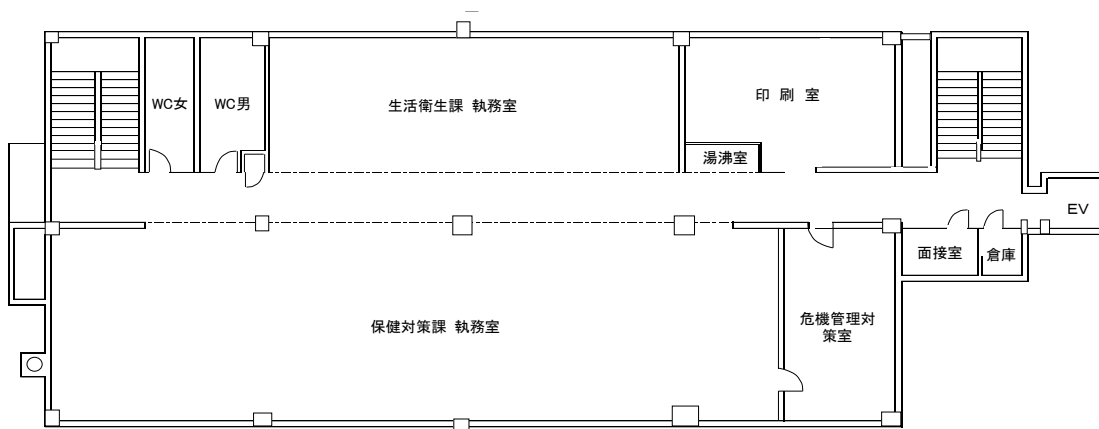 WC女
WC男
生活衛生課 執務室
印 刷 室
湯沸室
EV
面接室
倉庫
保健対策課 執務室
危機管理対
策室